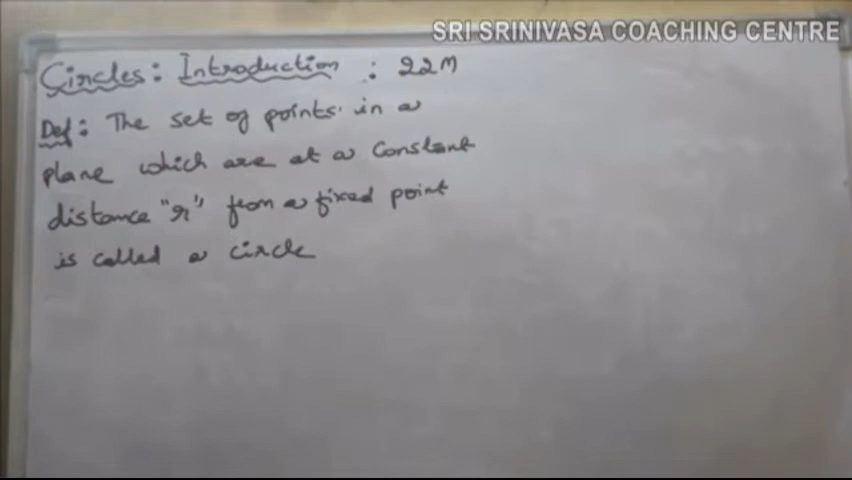 SRI SRINIVASA COACHING CENTRE
Circles: Introduction : 22M
Def: The set of points in a
plane which are at a constant
distance "r" from a fixed point
is called a circle